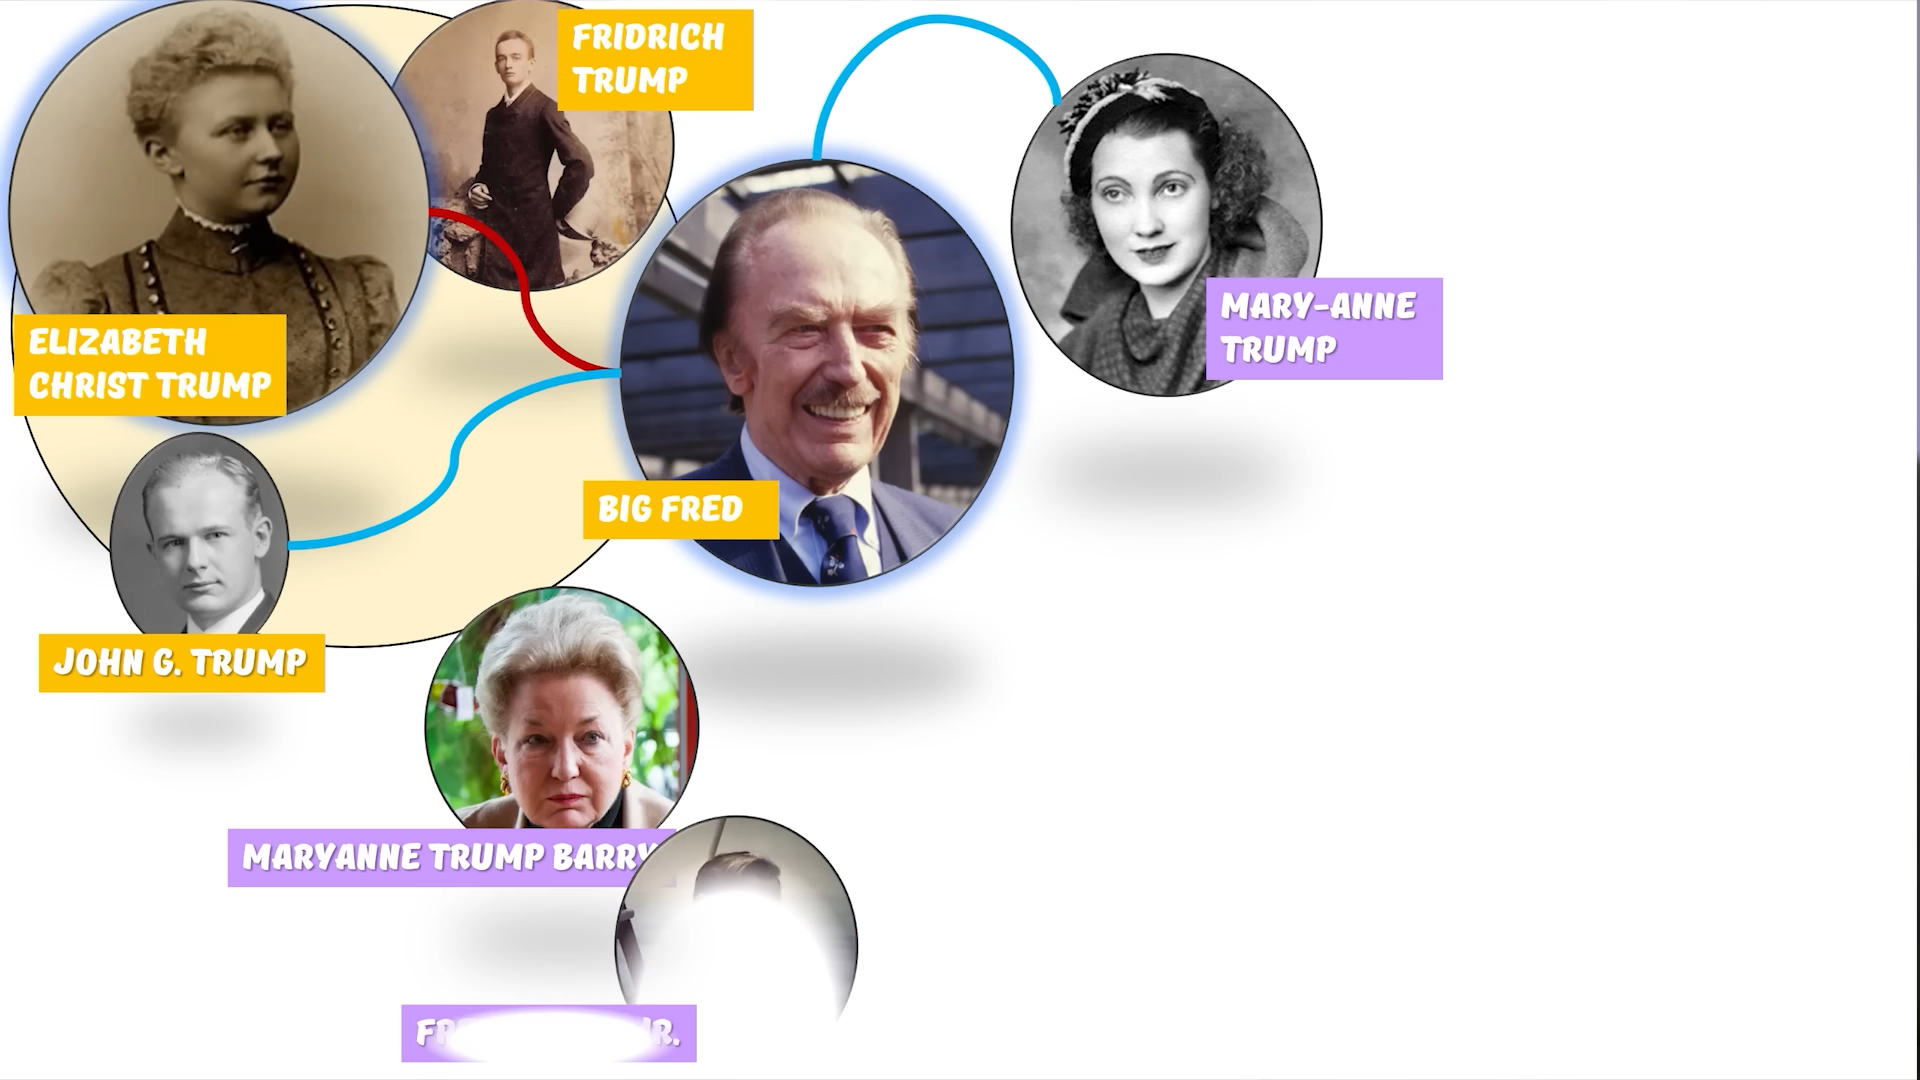 FRIDRICH
TRUMP
ELIZABETH
CHRIST TRUMP
MARY-ANNE
TRUMP
BIG FRED
JOHN G. TRUMP
MARYANNE TRUMP BARRY